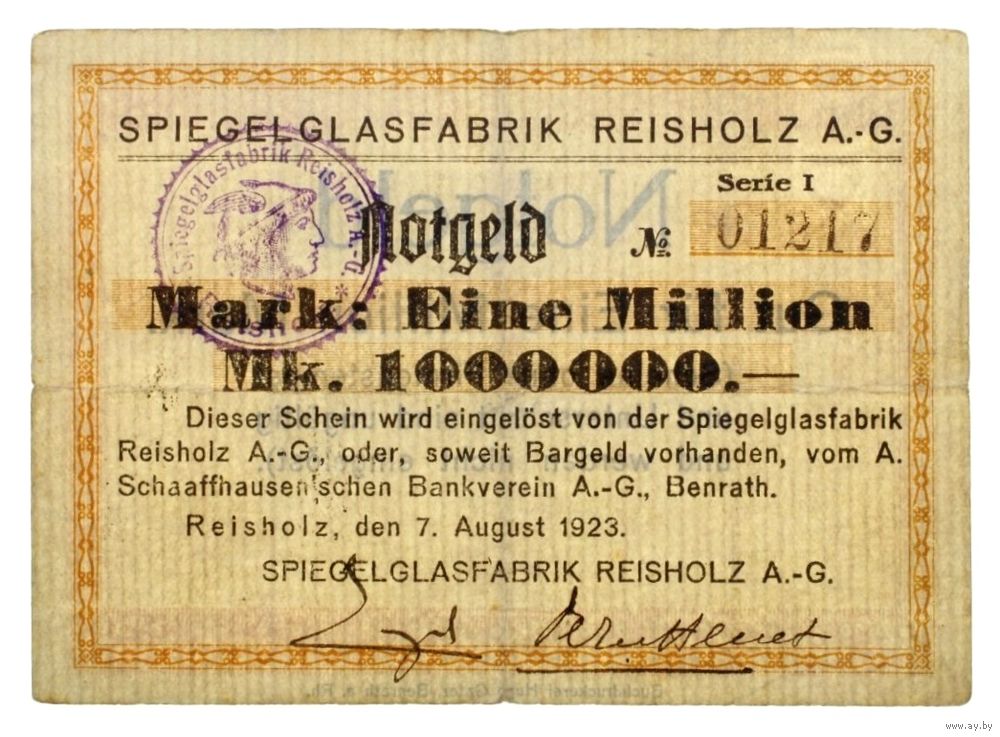 SPIEGELGLASFABRIK REISHOLZ A.-G.
Spiegelglasfabrik Reisholz A.-G.
Serie I
Notgeld № 01217
Mark: Eine Million
Mk. 1000000.—
Dieser Schein wird eingelöst von der Spiegelglasfabrik
Reisholz A.-G., oder, soweit Bargeld vorhanden, vom A.
Schaaffhausen'schen Bankverein A.-G., Benrath.
Reisholz, den 7. August 1923.
SPIEGELGLASFABRIK REISHOLZ A.-G.
www.ay.by